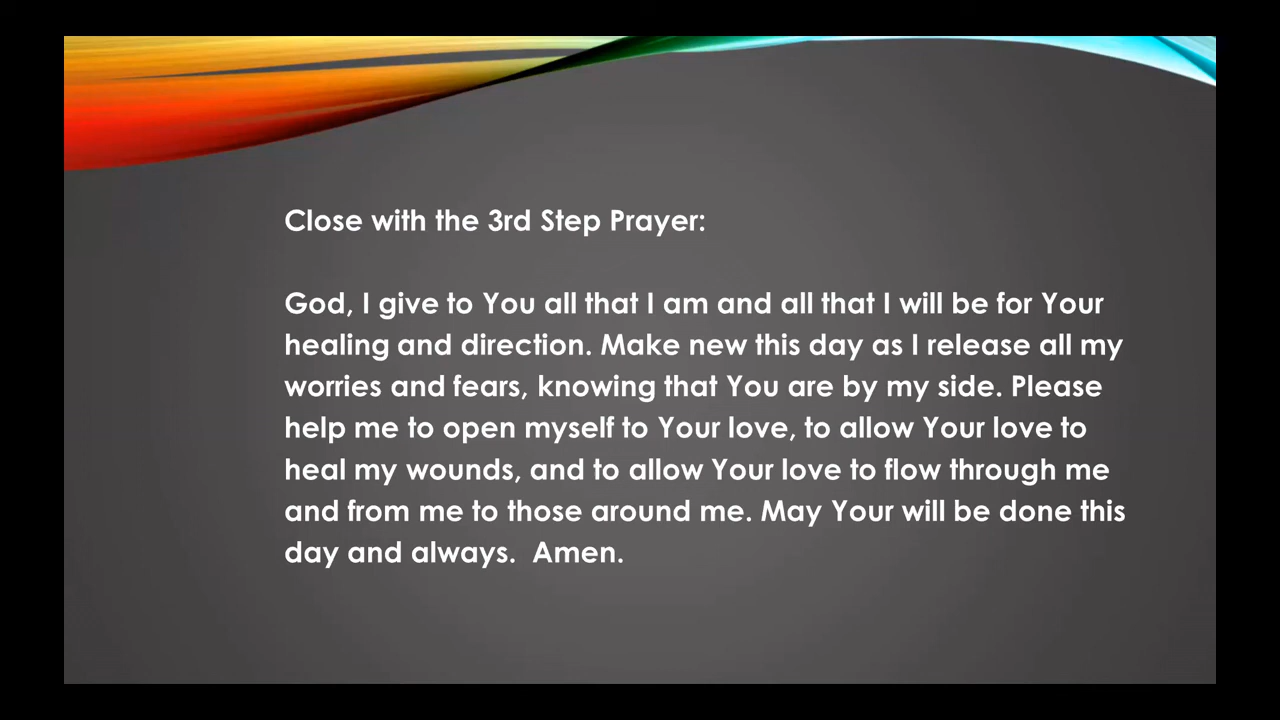 Close with the 3rd Step Prayer:
God, I give to You all that I am and all that I will be for Your
healing and direction. Make new this day as I release all my
worries and fears, knowing that You are by my side. Please
help me to open myself to Your love, to allow Your love to
heal my wounds, and to allow Your love to flow through me
and from me to those around me. May Your will be done this
day and always.  Amen.